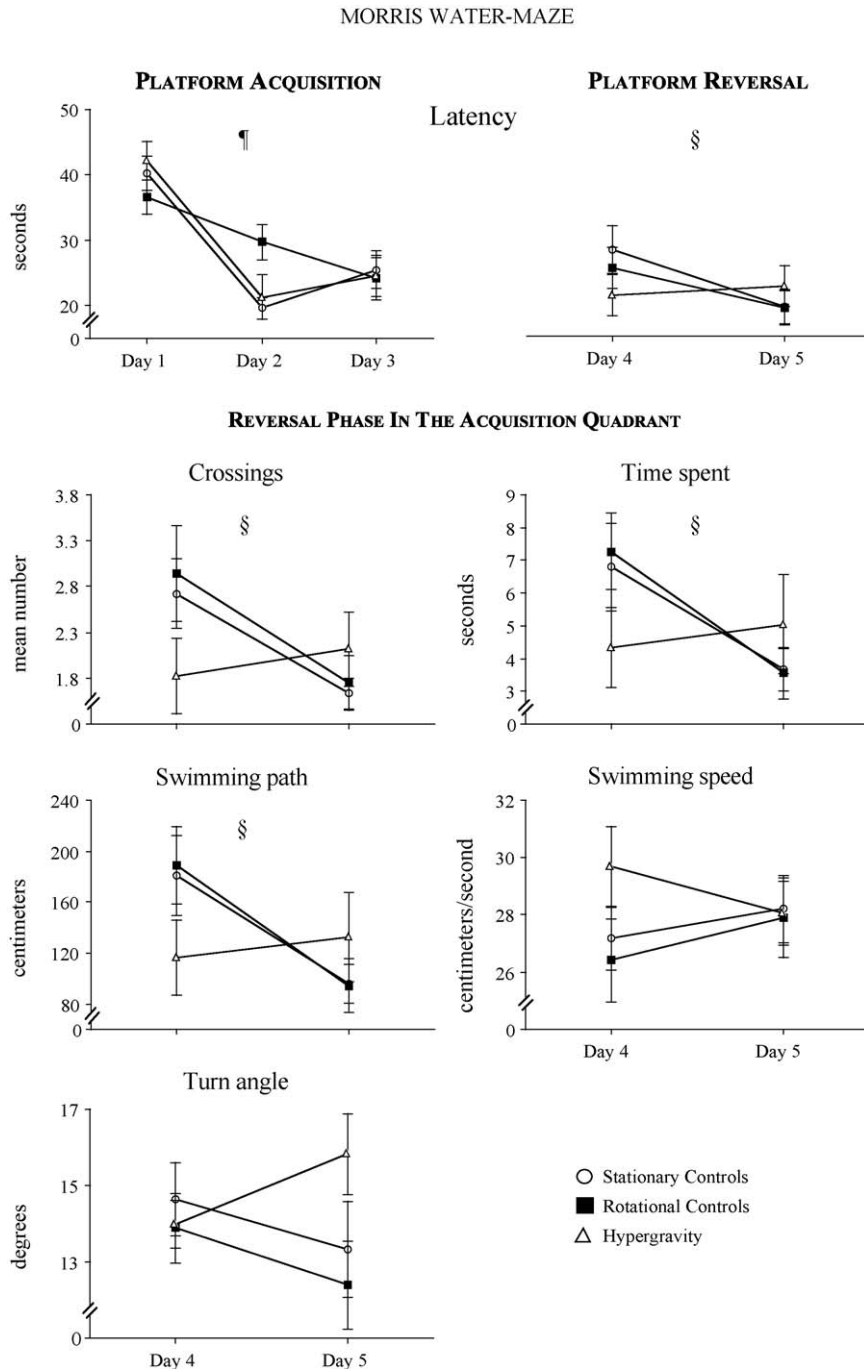 MORRIS WATER-MAZE
PLATFORM ACQUISITION
PLATFORM REVERSAL
Latency
seconds
50
40
30
20
0
¶
§
Day 1
Day 2
Day 3
Day 4
Day 5
REVERSAL PHASE IN THE ACQUISITION QUADRANT
Crossings
mean number
3.8
3.3
2.8
2.3
1.8
0
§
Time spent
seconds
9
8
7
6
5
4
3
0
§
Swimming path
centimeters
240
200
160
120
80
0
§
Swimming speed
centimeters/second
32
30
28
26
0
Day 4
Day 5
Turn angle
degrees
17
15
13
0
Day 4
Day 5
Stationary Controls
Rotational Controls
Hypergravity